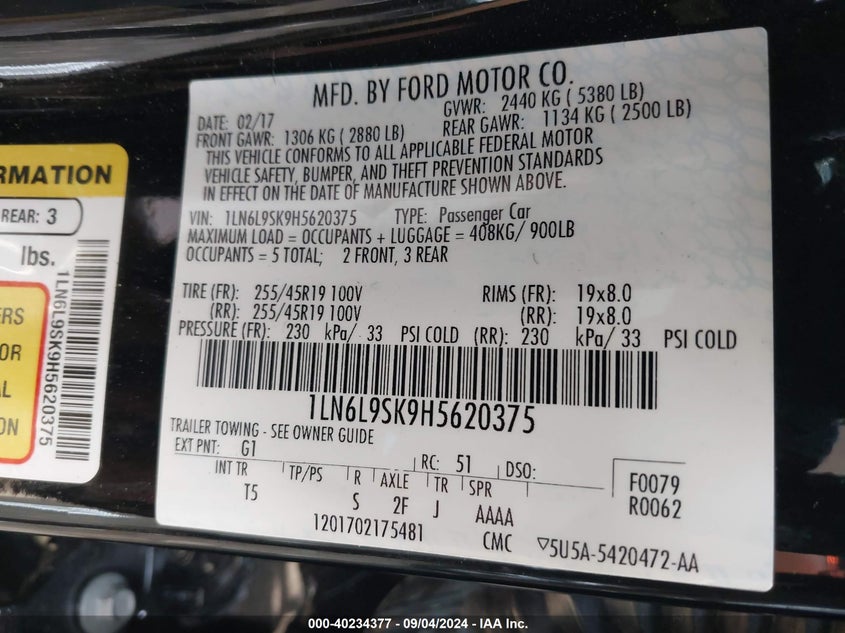 MFD. BY FORD MOTOR CO.
DATE: 02/17 GVWR: 2440 KG ( 5380 LB)
FRONT GAWR: 1306 KG ( 2880 LB) REAR GAWR: 1134 KG ( 2500 LB)
THIS VEHICLE CONFORMS TO ALL APPLICABLE FEDERAL MOTOR
VEHICLE SAFETY, BUMPER, AND THEFT PREVENTION STANDARDS
IN EFFECT ON THE DATE OF MANUFACTURE SHOWN ABOVE.
VIN: 1LN6L9SK9H5620375 TYPE: Passenger Car
MAXIMUM LOAD = OCCUPANTS + LUGGAGE = 408KG/ 900LB
OCCUPANTS = 5 TOTAL; 2 FRONT, 3 REAR
TIRE (FR): 255/45R19 100V RIMS (FR): 19x8.0
(RR): 255/45R19 100V (RR): 19x8.0
PRESSURE (FR): 230 kPa/ 33 PSI COLD (RR): 230 kPa/ 33 PSI COLD
1LN6L9SK9H5620375
TRAILER TOWING - SEE OWNER GUIDE
EXT PNT: G1 RC: 51 DSO:
INT TR TP/PS R AXLE TR SPR
T5 S 2F J AAAA
F0079
R0062
1201702175481 CMC ▽5U5A-5420472-AA
RMATION
REAR: 3
lbs.
ERS
OR
AL
ON
1LN6L9SK9H5620375
000-40234377 - 09/04/2024 - IAA Inc.